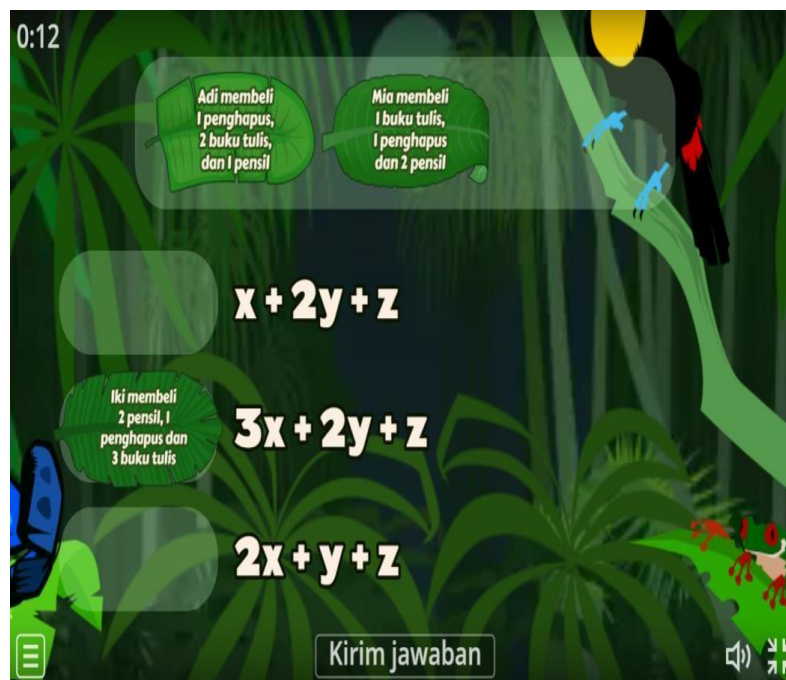 0:12
Adi membeli
1 penghapus,
2 buku tulis,
dan 1 pensil
Mia membeli
1 buku tulis,
1 penghapus
dan 2 pensil
x + 2y + z
Iki membeli
2 pensil, 1
penghapus dan
3 buku tulis
3x + 2y + z
2x + y + z
Kirim jawaban